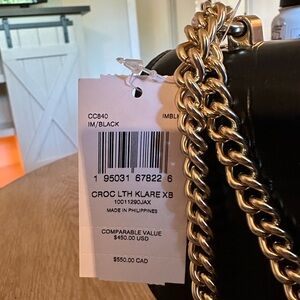 CC840 IMBL
IM/BLACK
1 95031 67822 6
CROC LTH KLARE XB
10011290JAX
MADE IN PHILIPPINES
COMPARABLE VALUE
$450.00 USD
$550.00 CAD